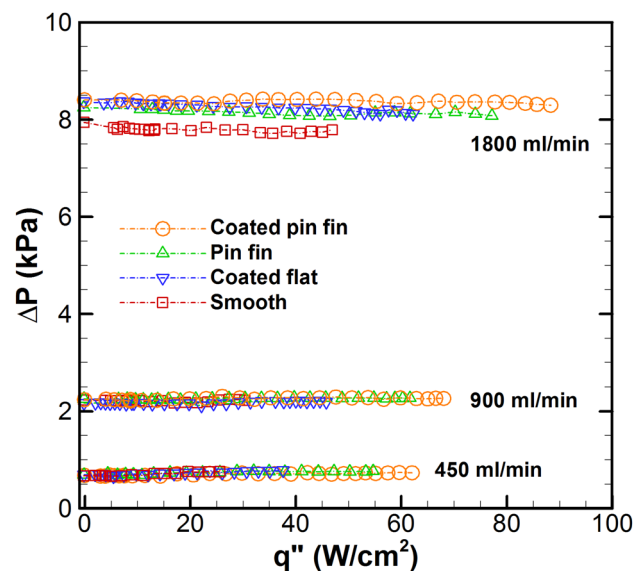 10
8
6
4
2
0
ΔP (kPa)
1800 ml/min
Coated pin fin
Pin fin
Coated flat
Smooth
900 ml/min
450 ml/min
0 20 40 60 80 100
q" (W/cm²)